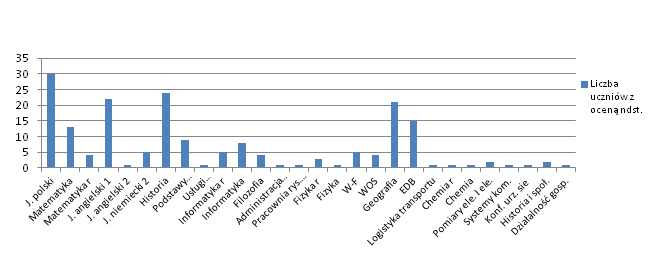 35
30
25
20
15
10
5
0
J. polski
Matematyka
Matematyka r
J. angielski 1
J. angielski 2
J. niemiecki 2
Historia
Podstawy…
Usługi…
Informatyka r
Informatyka
Filozofia
Administracja…
Pracownia rys.…
Fizyka r
Fizyka
W-F
WOS
Geografia
EDB
Logistyka transportu
Chemia r
Chemia
Pomiary ele. I ele.
Systemy kom.
Konf. urz. sie
Historia i społ.
Działalność gosp.
Liczba
uczniów z
oceną ndst.